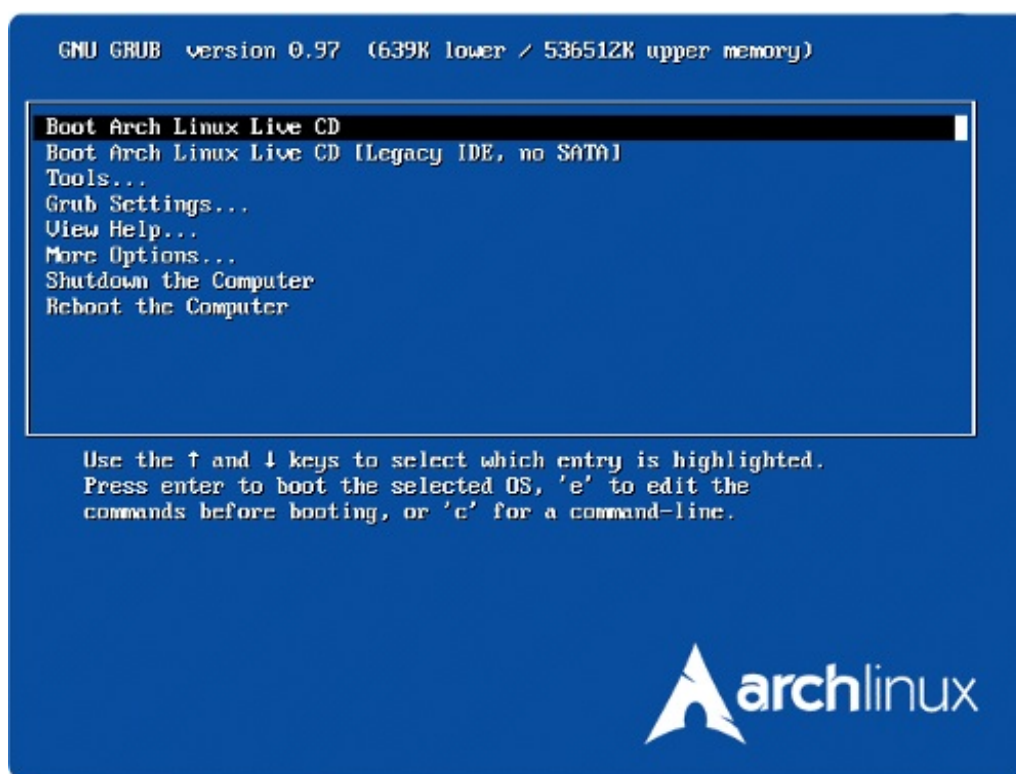 GNU GRUB version 0.97 (639K lower / 536512K upper memory)
Boot Arch Linux Live CD
Boot Arch Linux Live CD [Legacy IDE, no SATA]
Tools...
Grub Settings...
View Help...
More Options...
Shutdown the Computer
Reboot the Computer
Use the ↑ and ↓ keys to select which entry is highlighted.
Press enter to boot the selected OS, 'e' to edit the
commands before booting, or 'c' for a command-line.
archlinux